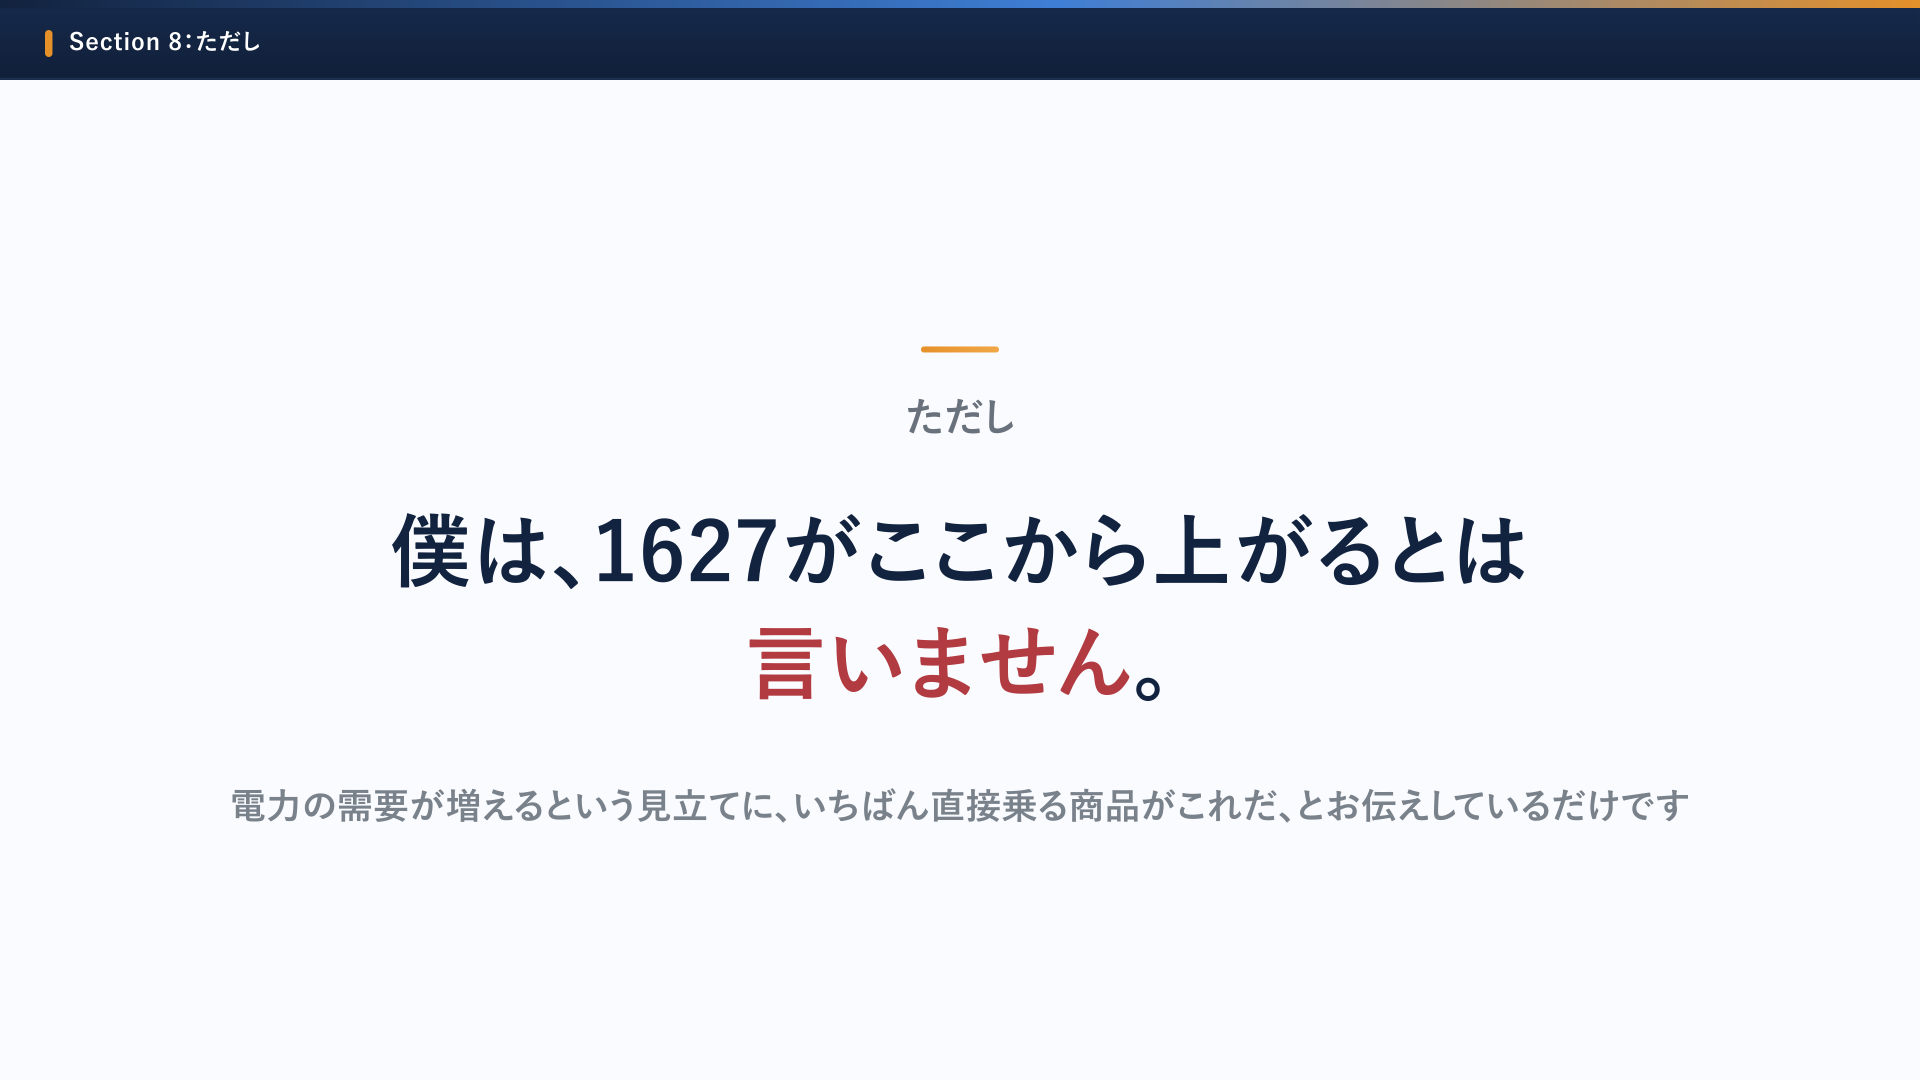 Section 8：ただし
ただし
僕は、1627がここから上がるとは
言いません。
電力の需要が増えるという見立てに、いちばん直接乗る商品がこれだ、とお伝えしているだけです